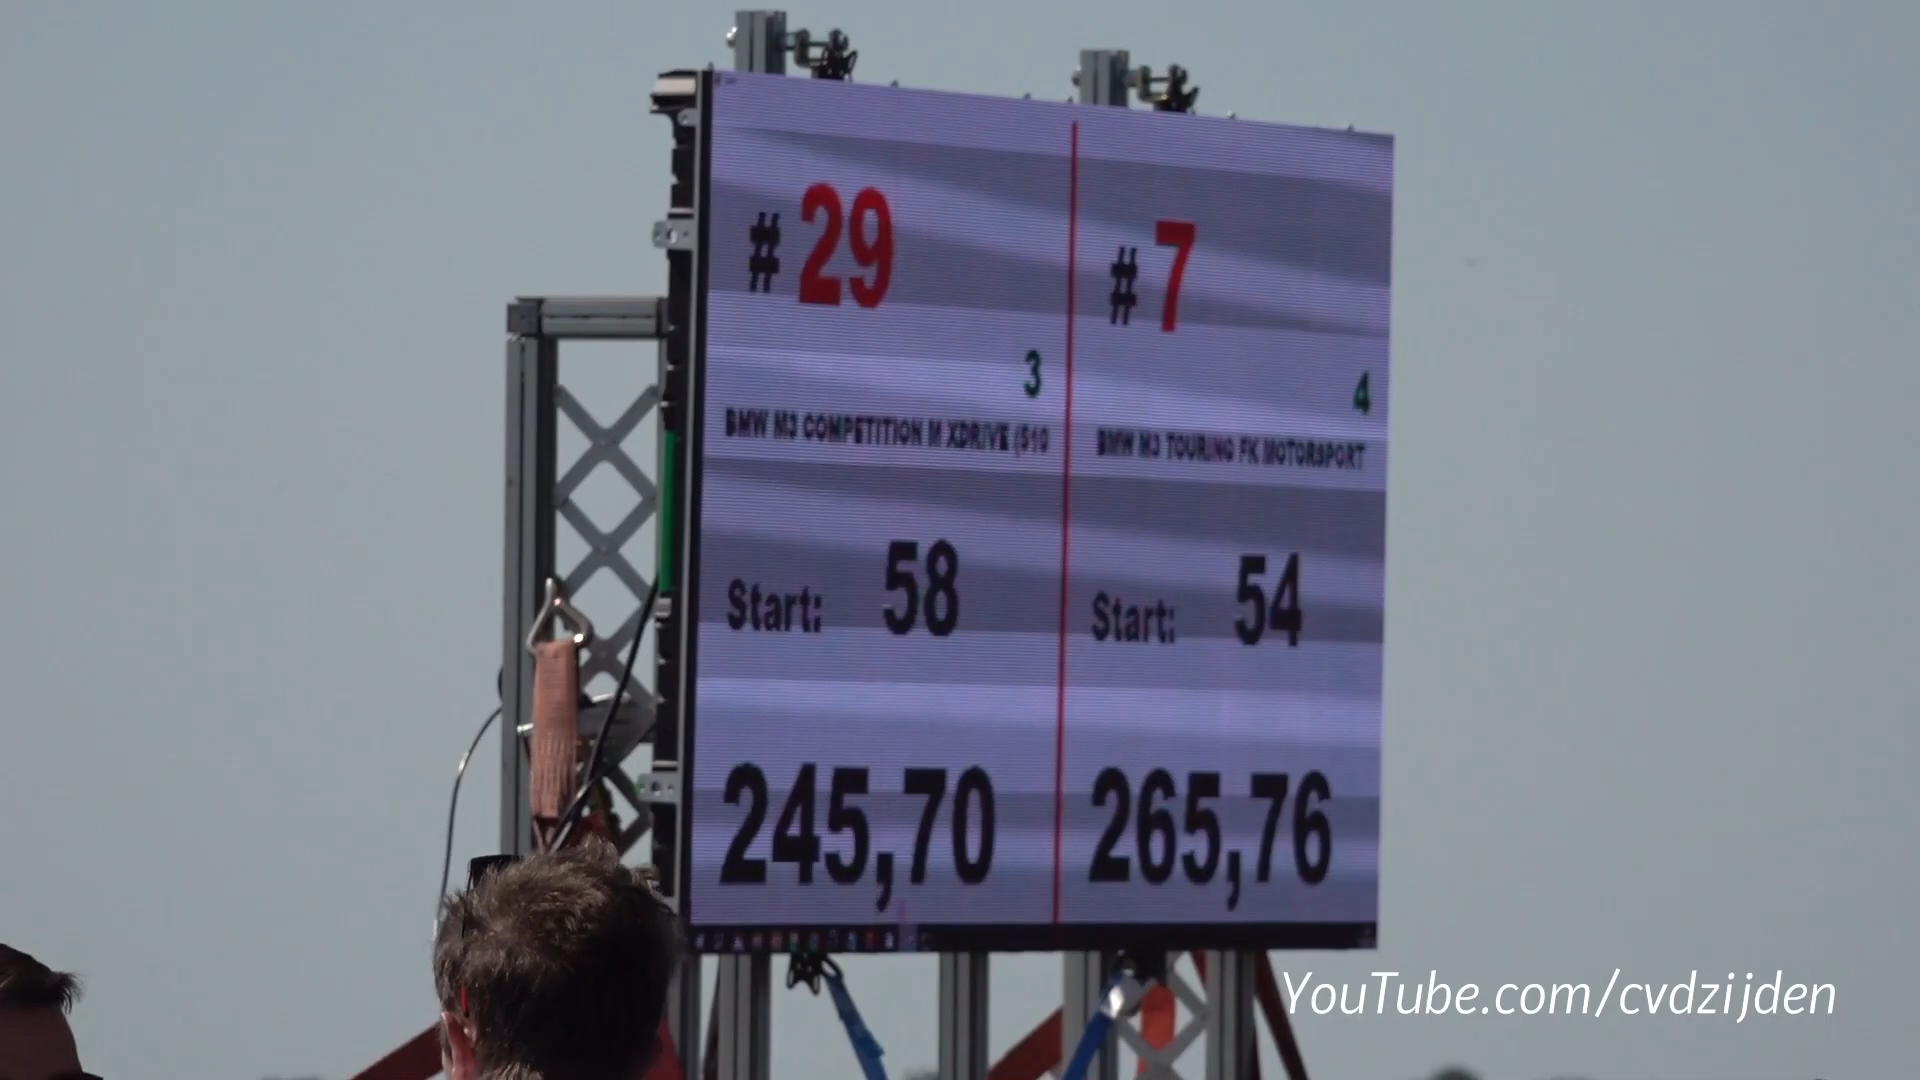 # 29
3
BMW M3 COMPETITION M XDRIVE (510
Start: 58
245,70
# 7
4
BMW M3 TOURING FK MOTORSPORT
Start: 54
265,76
YouTube.com/cvdzijden